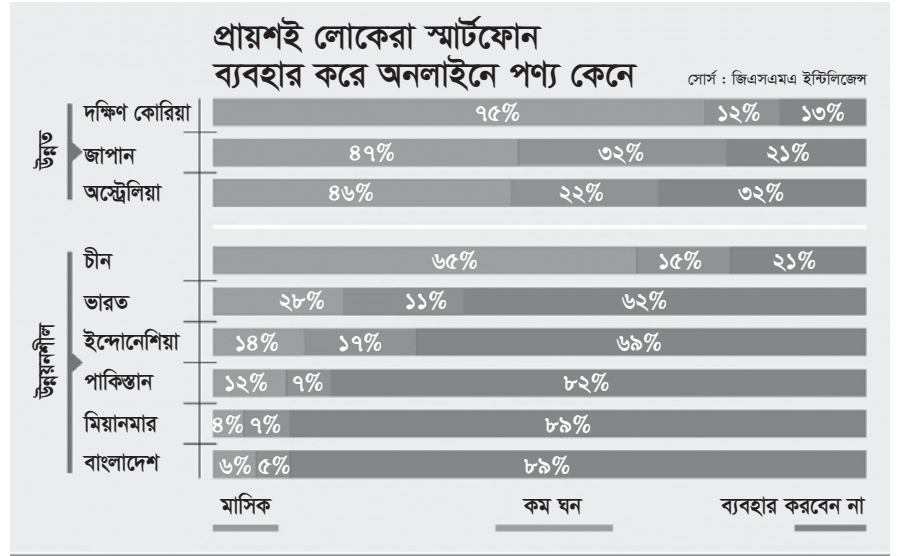 প্রায়শই লোকেরা স্মার্টফোন
ব্যবহার করে অনলাইনে পণ্য কেনে
সোর্স : জিএসএমএ ইন্টিলিজেন্স
উন্নত
দক্ষিণ কোরিয়া ৭৫% ১২% ১৩%
জাপান ৪৭% ৩২% ২১%
অস্ট্রেলিয়া ৪৬% ২২% ৩২%
উন্নয়নশীল
চীন ৬৫% ১৫% ২১%
ভারত ২৮% ১১% ৬২%
ইন্দোনেশিয়া ১৪% ১৭% ৬৯%
পাকিস্তান ১২% ৭% ৮২%
মিয়ানমার ৪% ৭% ৮৯%
বাংলাদেশ ৬% ৫% ৮৯%
মাসিক কম ঘন ব্যবহার করবেন না